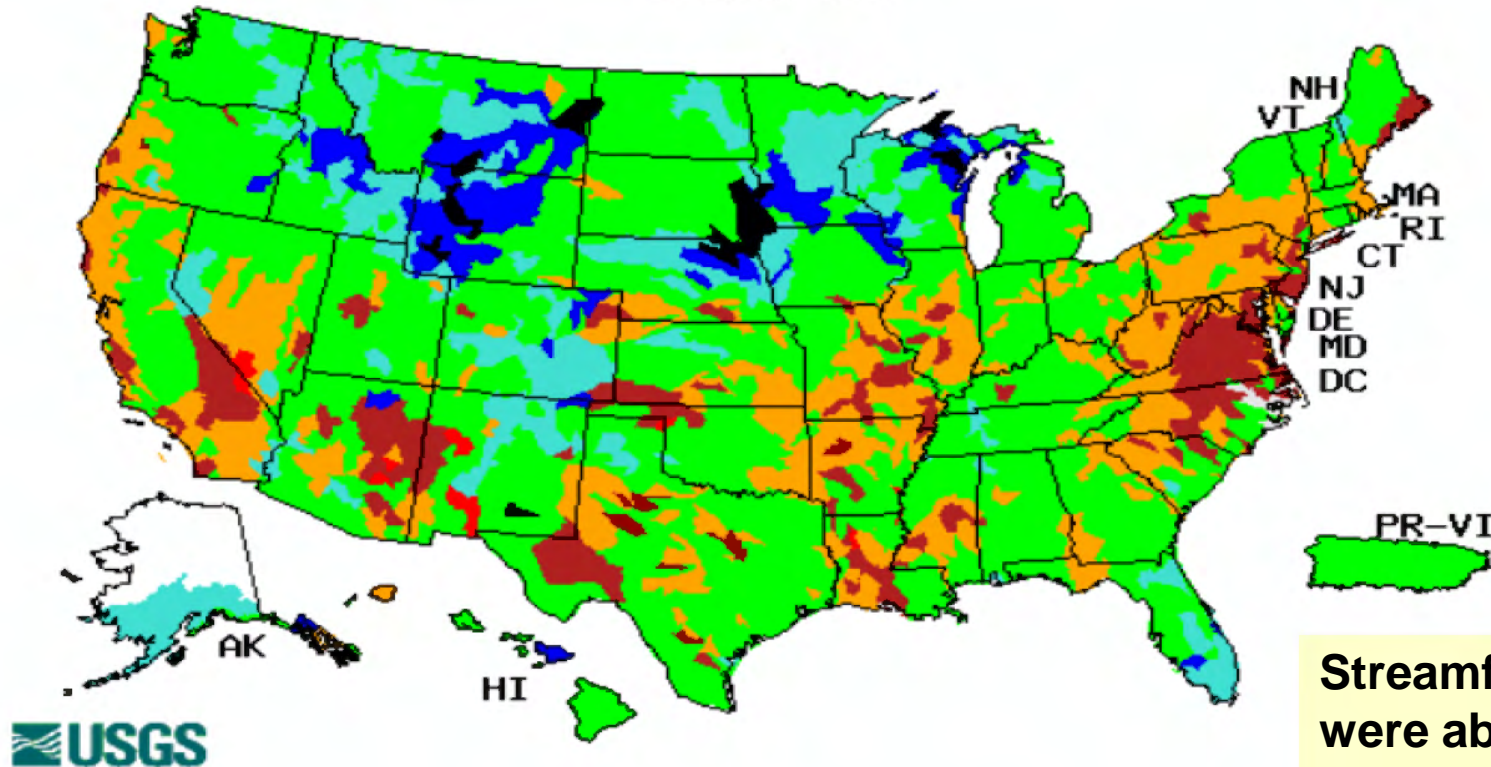 NH
VT
MA
RI
CT
NJ
DE
MD
DC
PR-VI
AK
HI
Streamf
were ab
USGS